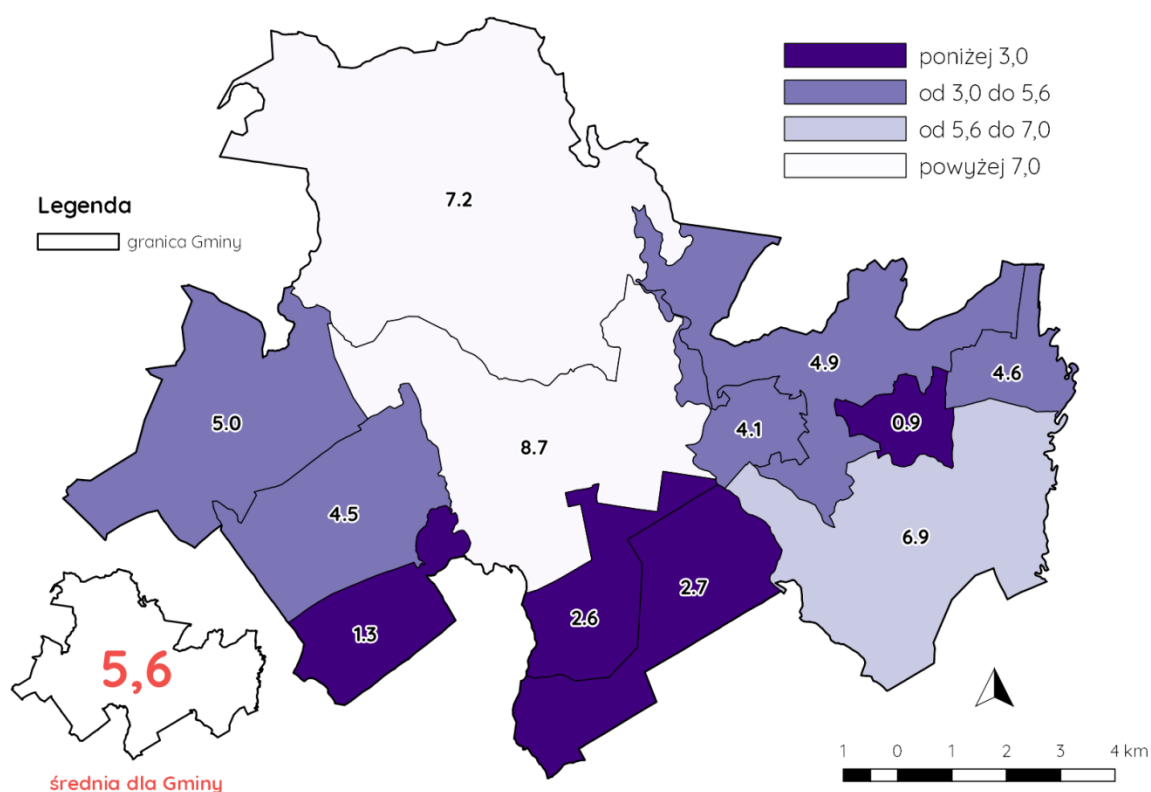 poniżej 3,0
od 3,0 do 5,6
od 5,6 do 7,0
powyżej 7,0
Legenda
granica Gminy
7.2
4.9
4.6
5.0
0.9
4.1
8.7
4.5
6.9
2.7
2.6
1.3
5,6
średnia dla Gminy
1 0 1 2 3 4 km